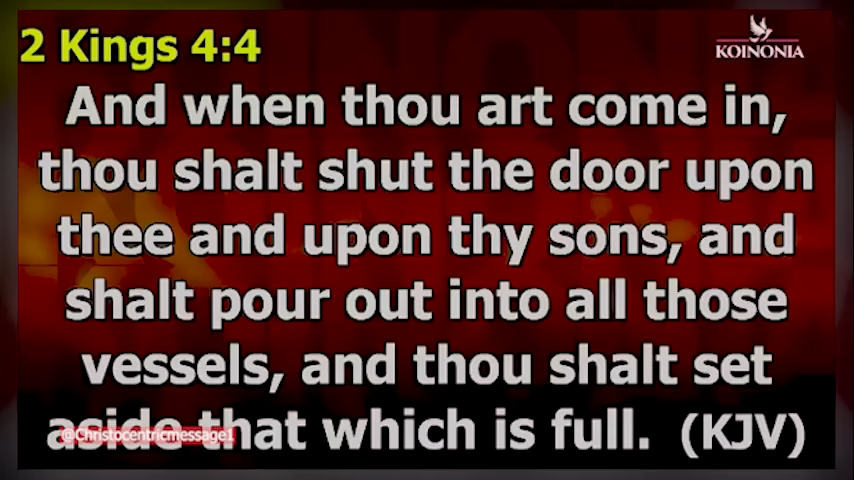 2 Kings 4:4
KOINONIA
And when thou art come in,
thou shalt shut the door upon
thee and upon thy sons, and
shalt pour out into all those
vessels, and thou shalt set
aside that which is full. (KJV)
@Christocentricmessage1